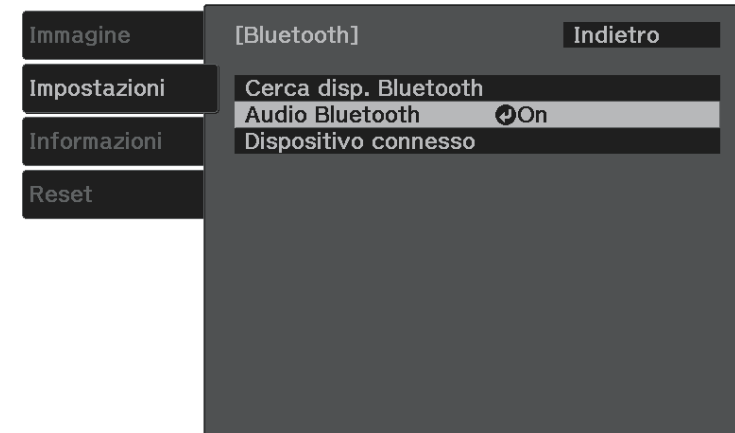 Immagine
Impostazioni
Informazioni
Reset
[Bluetooth]
Indietro
Cerca disp. Bluetooth
Audio Bluetooth On
Dispositivo connesso